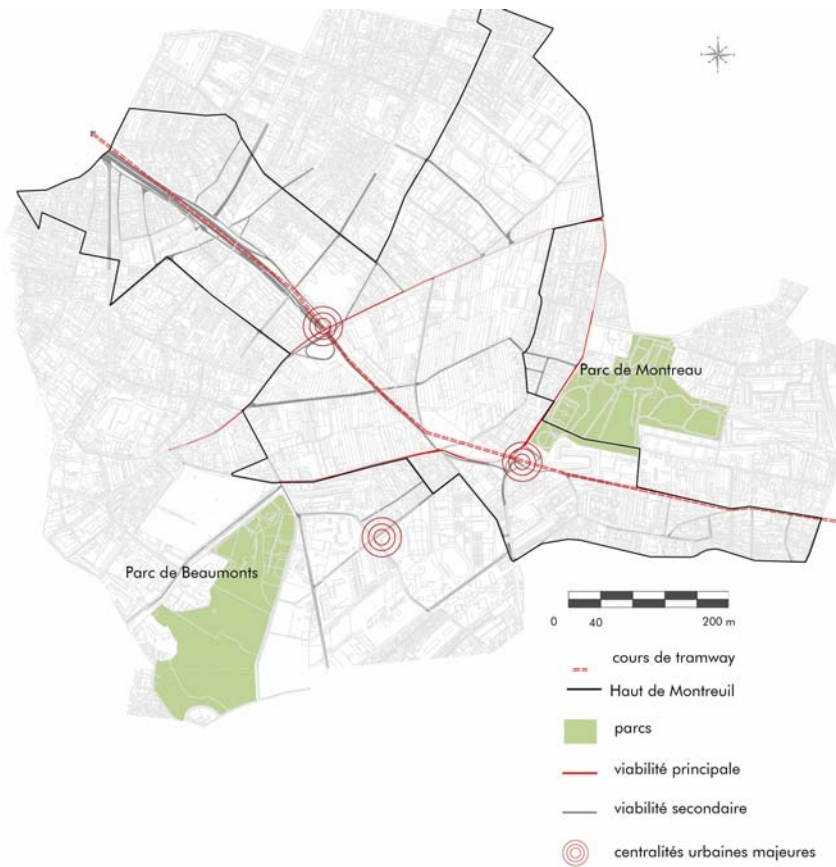 Parc de Montreau
Parc de Beaumonts
0 40 200 m
cours de tramway
Haut de Montreuil
parcs
viabilité principale
viabilité secondaire
centralités urbaines majeures